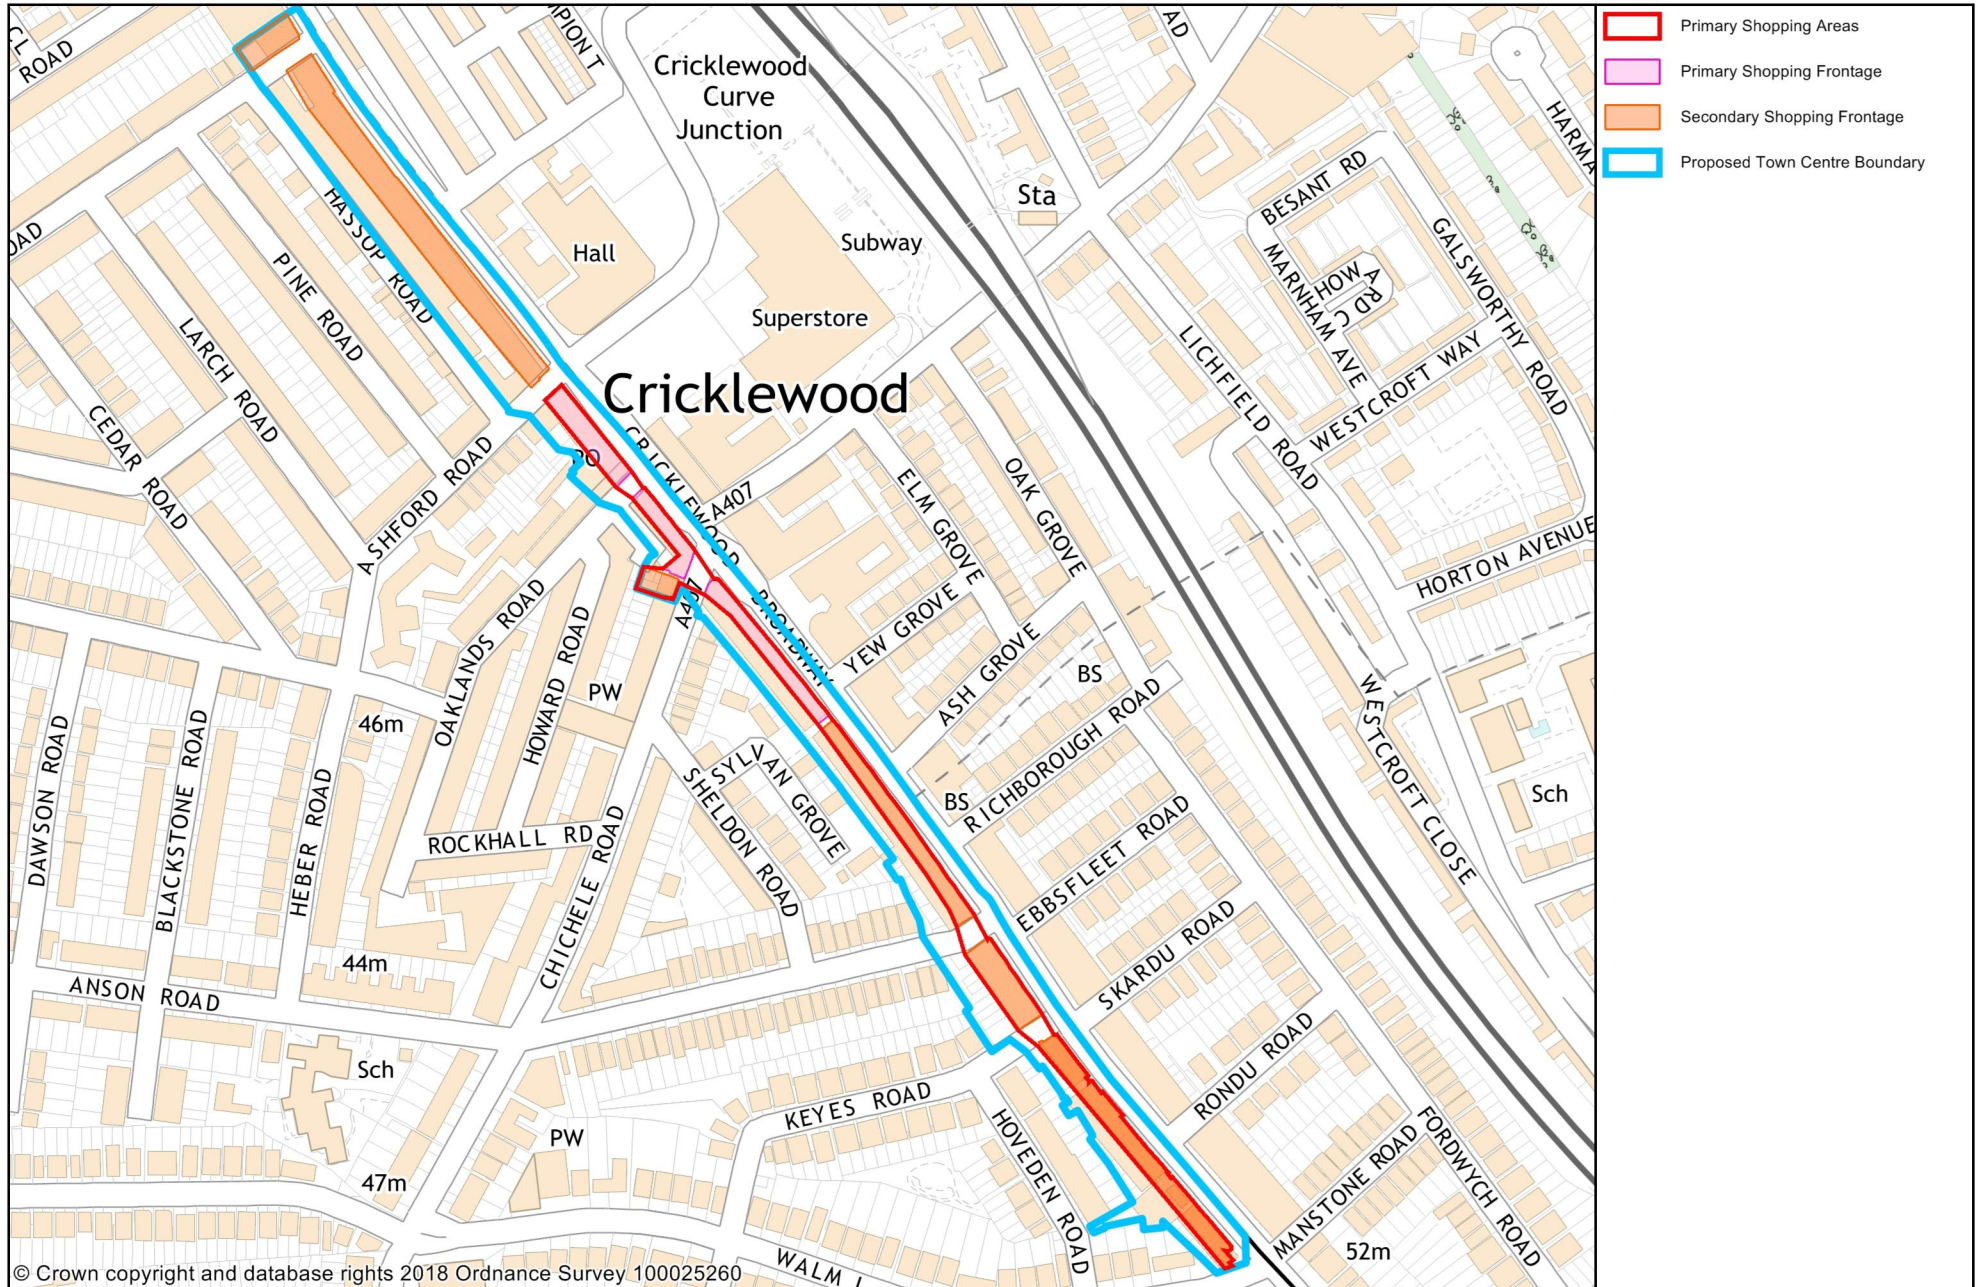 ROAD
CL
Cricklewood
Curve
Junction
Sta
Subway
Superstore
Hall
Cricklewood
HASSOP ROAD
PINE ROAD
LARCH ROAD
CEDAR ROAD
ASHFORD ROAD
CRICKLEWOOD BROADWAY
A407
A407
BESANT RD
MARNHAM AVE
HOWARD C
GALSWORTHY ROAD
HARMA
LICHFIELD ROAD
WESTCROFT WAY
HORTON AVENUE
ELM GROVE
OAK GROVE
YEW GROVE
ASH GROVE
BS
BS
RICHBOROUGH ROAD
EBBSFLEET ROAD
SKARDU ROAD
RONDU ROAD
MANSTONE ROAD
FORDWYCH ROAD
WESTCROFT CLOSE
Sch
OAKLANDS ROAD
HOWARD ROAD
PW
46m
DAWSON ROAD
BLACKSTONE ROAD
HEBER ROAD
ROCKHALL RD
CHICHELE ROAD
SYLVAN GROVE
SHELDON ROAD
44m
ANSON ROAD
Sch
PW
47m
KEYES ROAD
HOVEDEN ROAD
WALM L
52m
© Crown copyright and database rights 2018 Ordnance Survey 100025260
Primary Shopping Areas
Primary Shopping Frontage
Secondary Shopping Frontage
Proposed Town Centre Boundary